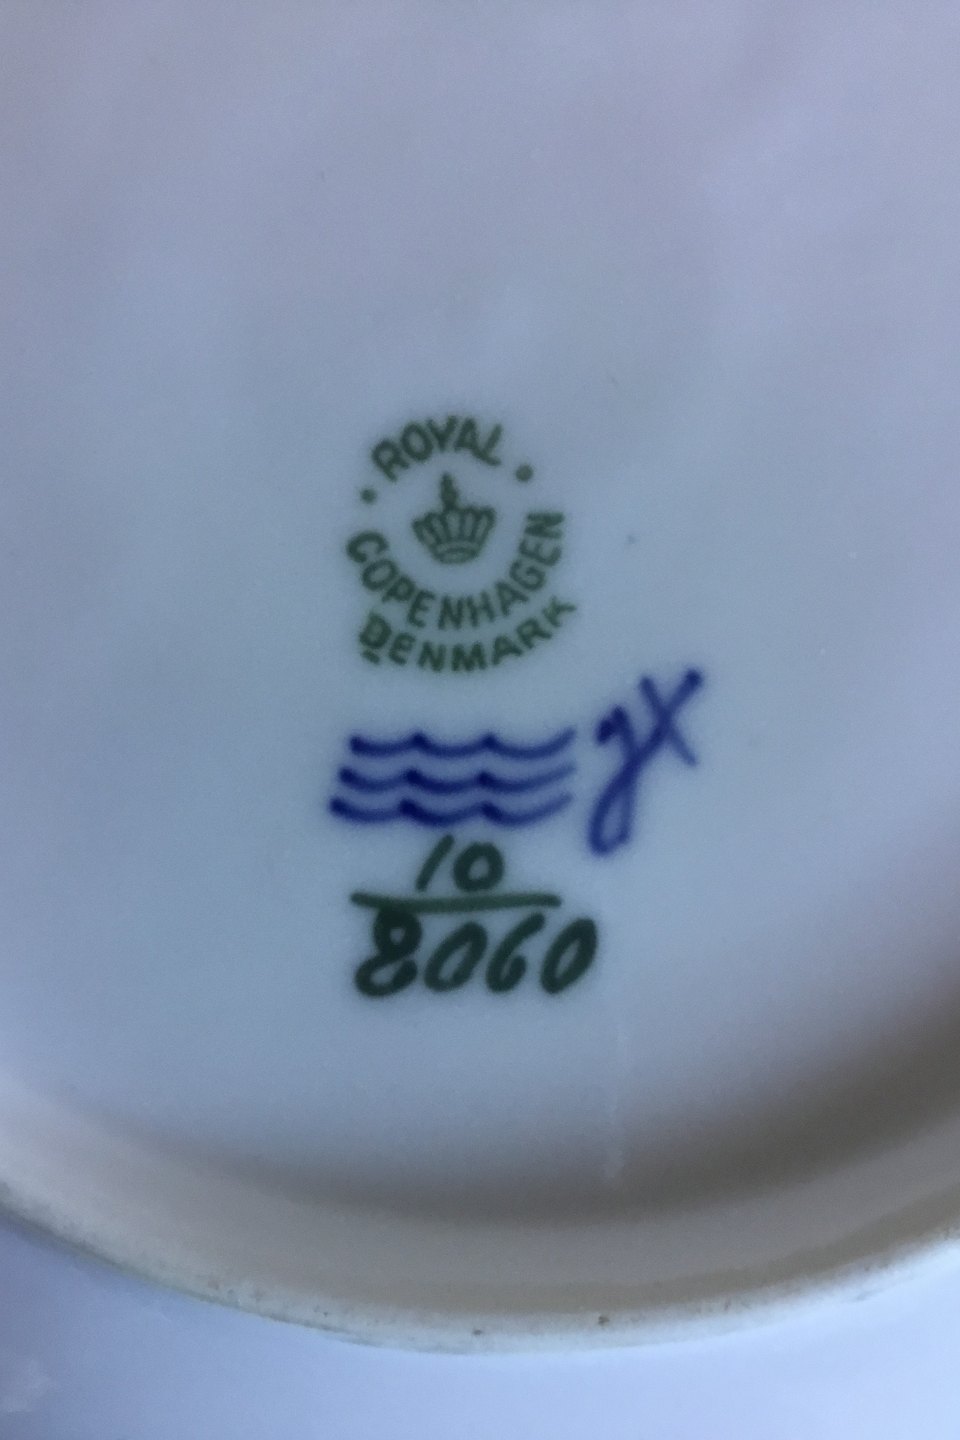 ROYAL
COPENHAGEN
DENMARK
10
8060